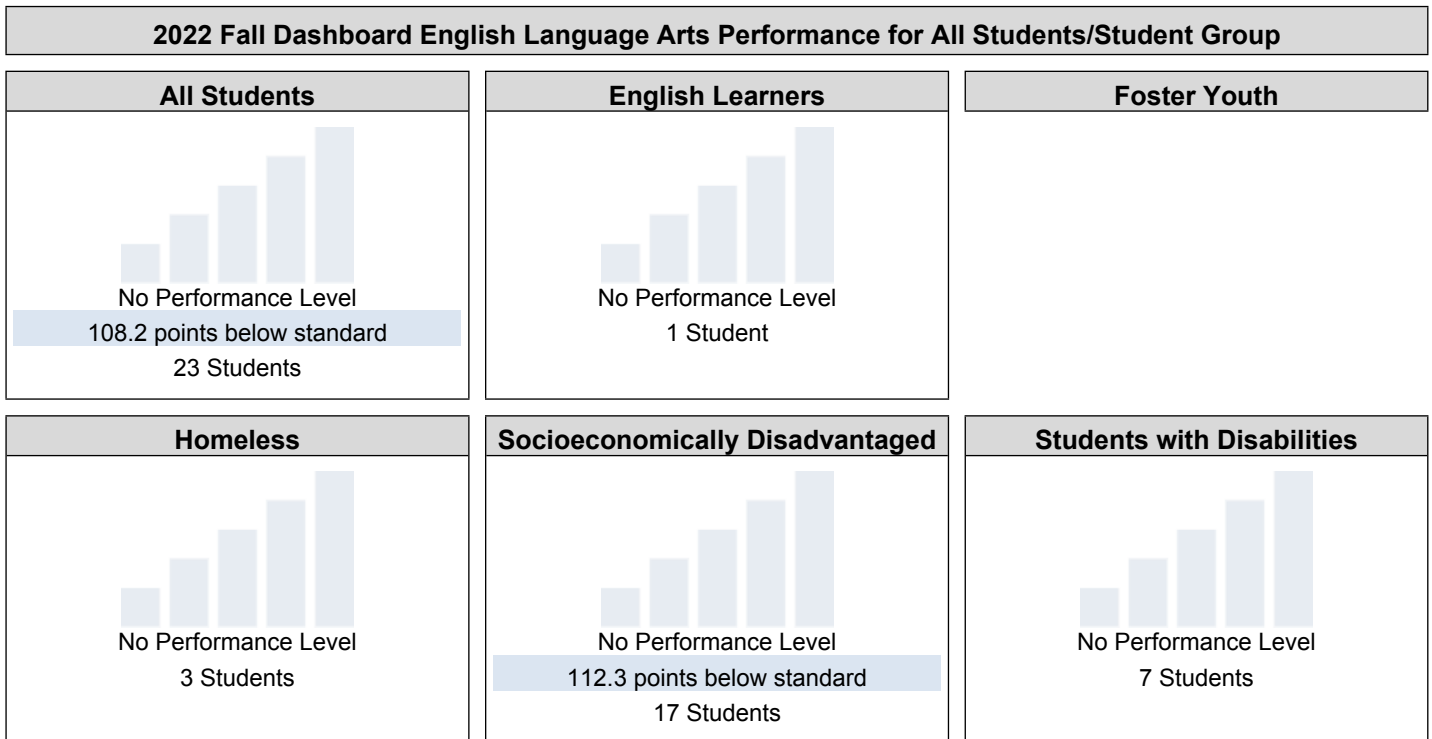 2022 Fall Dashboard English Language Arts Performance for All Students/Student Group
All Students
No Performance Level
108.2 points below standard
23 Students
English Learners
No Performance Level
1 Student
Foster Youth
Homeless
No Performance Level
3 Students
Socioeconomically Disadvantaged
No Performance Level
112.3 points below standard
17 Students
Students with Disabilities
No Performance Level
7 Students